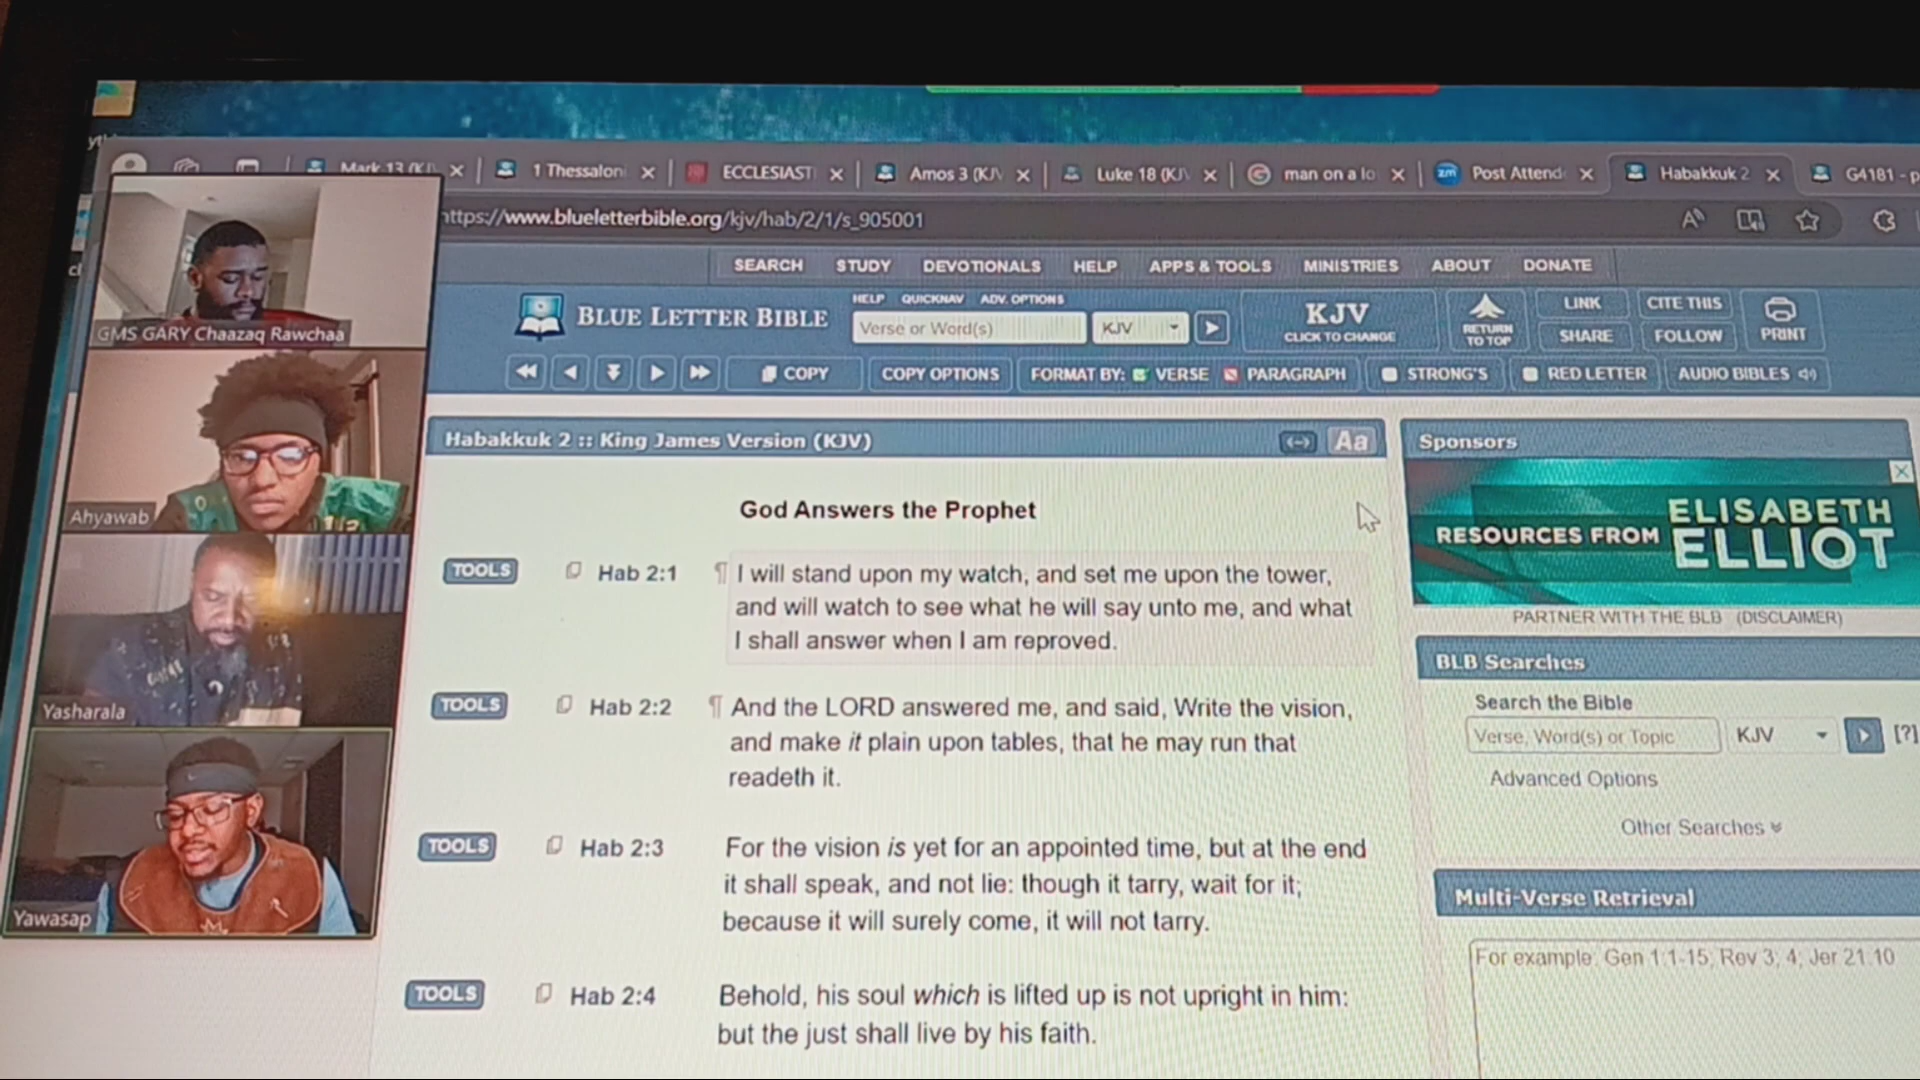 Mark 13 (KJ
1 Thessalon
ECCLESIAST
Amos 3 (KJV
Luke 18 (KJV
man on a lo
zm
Post Attend
Habakkuk 2
G4181 - p
ttps://www.blueletterbible.org/kjv/hab/2/1/s_905001
SEARCH STUDY DEVOTIONALS HELP APPS & TOOLS MINISTRIES ABOUT DONATE
BLUE LETTER BIBLE
HELP QUICKNAV ADV. OPTIONS
Verse or Word(s) KJV
KJV
CLICK TO CHANGE
RETURN
TO TOP
LINK CITE THIS
SHARE FOLLOW
PRINT
COPY COPY OPTIONS FORMAT BY: VERSE PARAGRAPH STRONG'S RED LETTER AUDIO BIBLES
GMS GARY Chaazaq Rawchaa
Ahyawab
Yasharala
Yawasap
Habakkuk 2 :: King James Version (KJV)
Aa
God Answers the Prophet
TOOLS Hab 2:1 ¶ I will stand upon my watch, and set me upon the tower,
and will watch to see what he will say unto me, and what
I shall answer when I am reproved.
TOOLS Hab 2:2 ¶ And the LORD answered me, and said, Write the vision,
and make it plain upon tables, that he may run that
readeth it.
TOOLS Hab 2:3 For the vision is yet for an appointed time, but at the end
it shall speak, and not lie: though it tarry, wait for it;
because it will surely come, it will not tarry.
TOOLS Hab 2:4 Behold, his soul which is lifted up is not upright in him:
but the just shall live by his faith.
Sponsors
RESOURCES FROM ELISABETH
ELLIOT
PARTNER WITH THE BLB (DISCLAIMER)
BLB Searches
Search the Bible
Verse, Word(s) or Topic KJV [?]
Advanced Options
Other Searches
Multi-Verse Retrieval
For example: Gen 1:1-15; Rev 3; 4; Jer 21:10